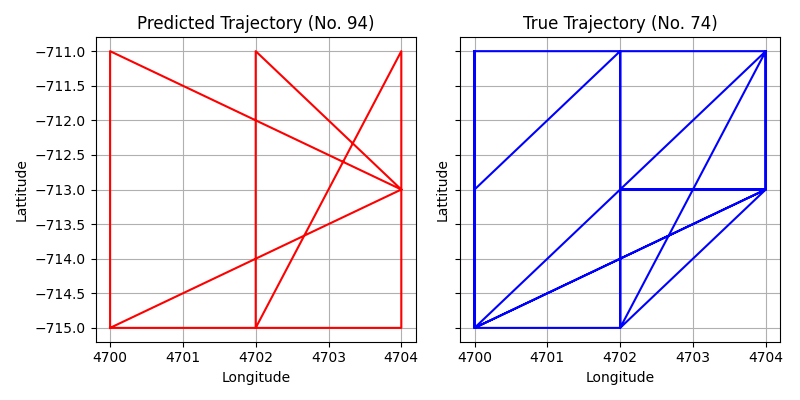 Predicted Trajectory (No. 94)
True Trajectory (No. 74)
−711.0
−711.5
−712.0
−712.5
−713.0
−713.5
−714.0
−714.5
−715.0
Lattitude
Lattitude
4700 4701 4702 4703 4704
4700 4701 4702 4703 4704
Longitude
Longitude